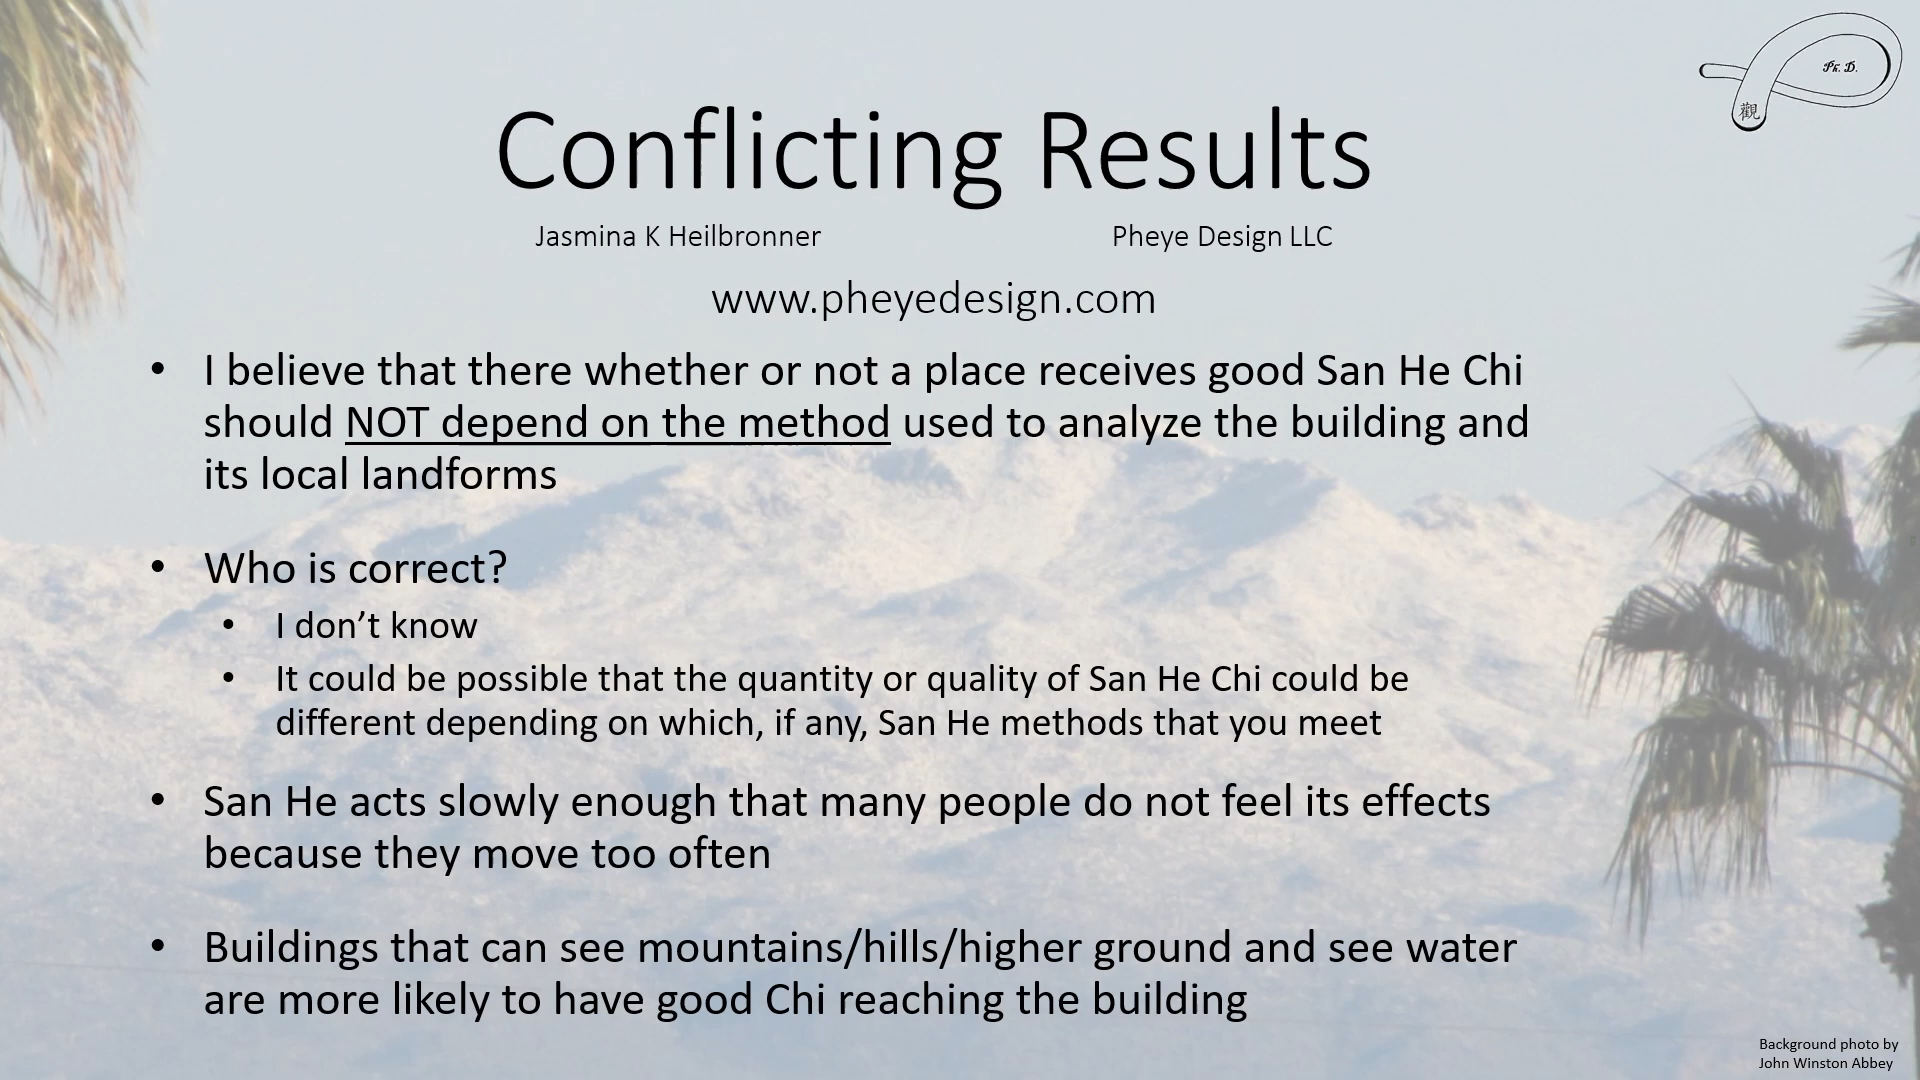 Ph. D.
觀
Conflicting Results
Jasmina K Heilbronner Pheye Design LLC
www.pheyedesign.com
• I believe that there whether or not a place receives good San He Chi
should NOT depend on the method used to analyze the building and
its local landforms
• Who is correct?
• I don’t know
• It could be possible that the quantity or quality of San He Chi could be
different depending on which, if any, San He methods that you meet
• San He acts slowly enough that many people do not feel its effects
because they move too often
• Buildings that can see mountains/hills/higher ground and see water
are more likely to have good Chi reaching the building
Background photo by
John Winston Abbey